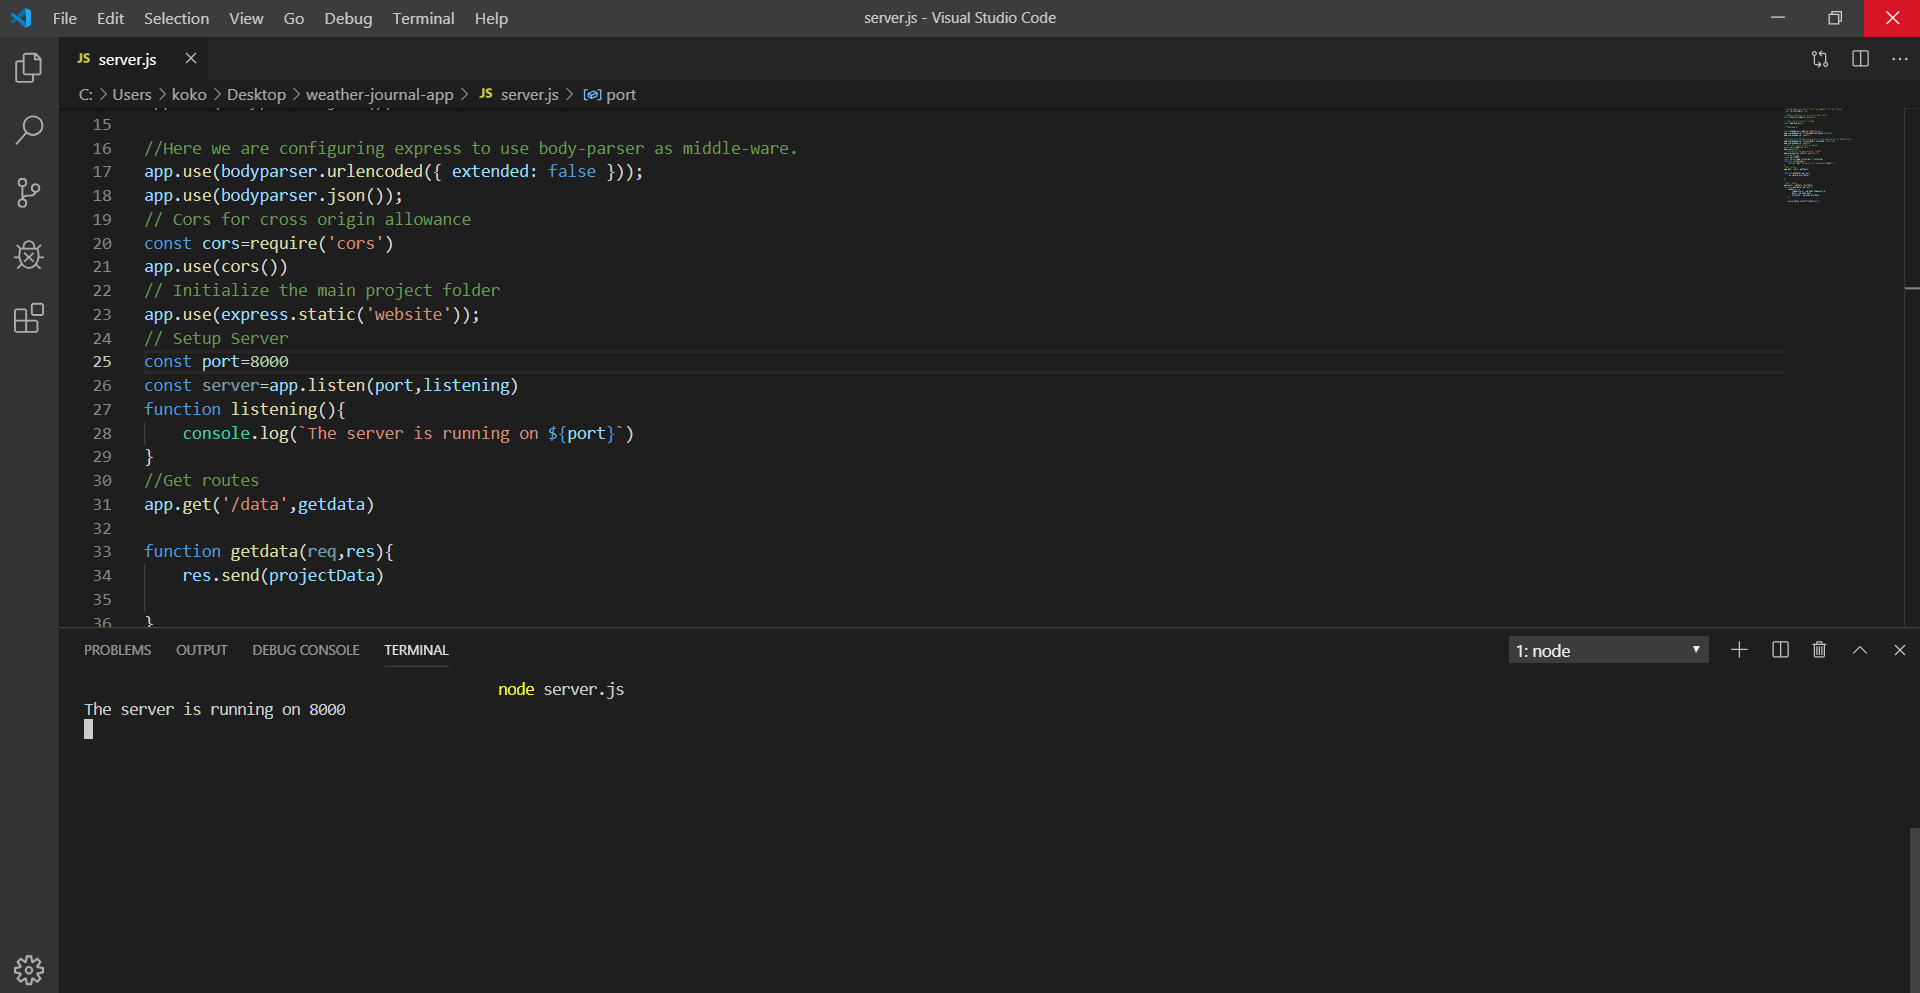 File Edit Selection View Go Debug Terminal Help server.js - Visual Studio Code
JS server.js
C: > Users > koko > Desktop > weather-journal-app > JS server.js > port
15
16 //Here we are configuring express to use body-parser as middle-ware.
17 app.use(bodyparser.urlencoded({ extended: false }));
18 app.use(bodyparser.json());
19 // Cors for cross origin allowance
20 const cors=require('cors')
21 app.use(cors())
22 // Initialize the main project folder
23 app.use(express.static('website'));
24 // Setup Server
25 const port=8000
26 const server=app.listen(port,listening)
27 function listening(){
28 console.log(`The server is running on ${port}`)
29 }
30 //Get routes
31 app.get('/data',getdata)
32
33 function getdata(req,res){
34 res.send(projectData)
35
36 }
PROBLEMS OUTPUT DEBUG CONSOLE TERMINAL 1: node
node server.js
The server is running on 8000